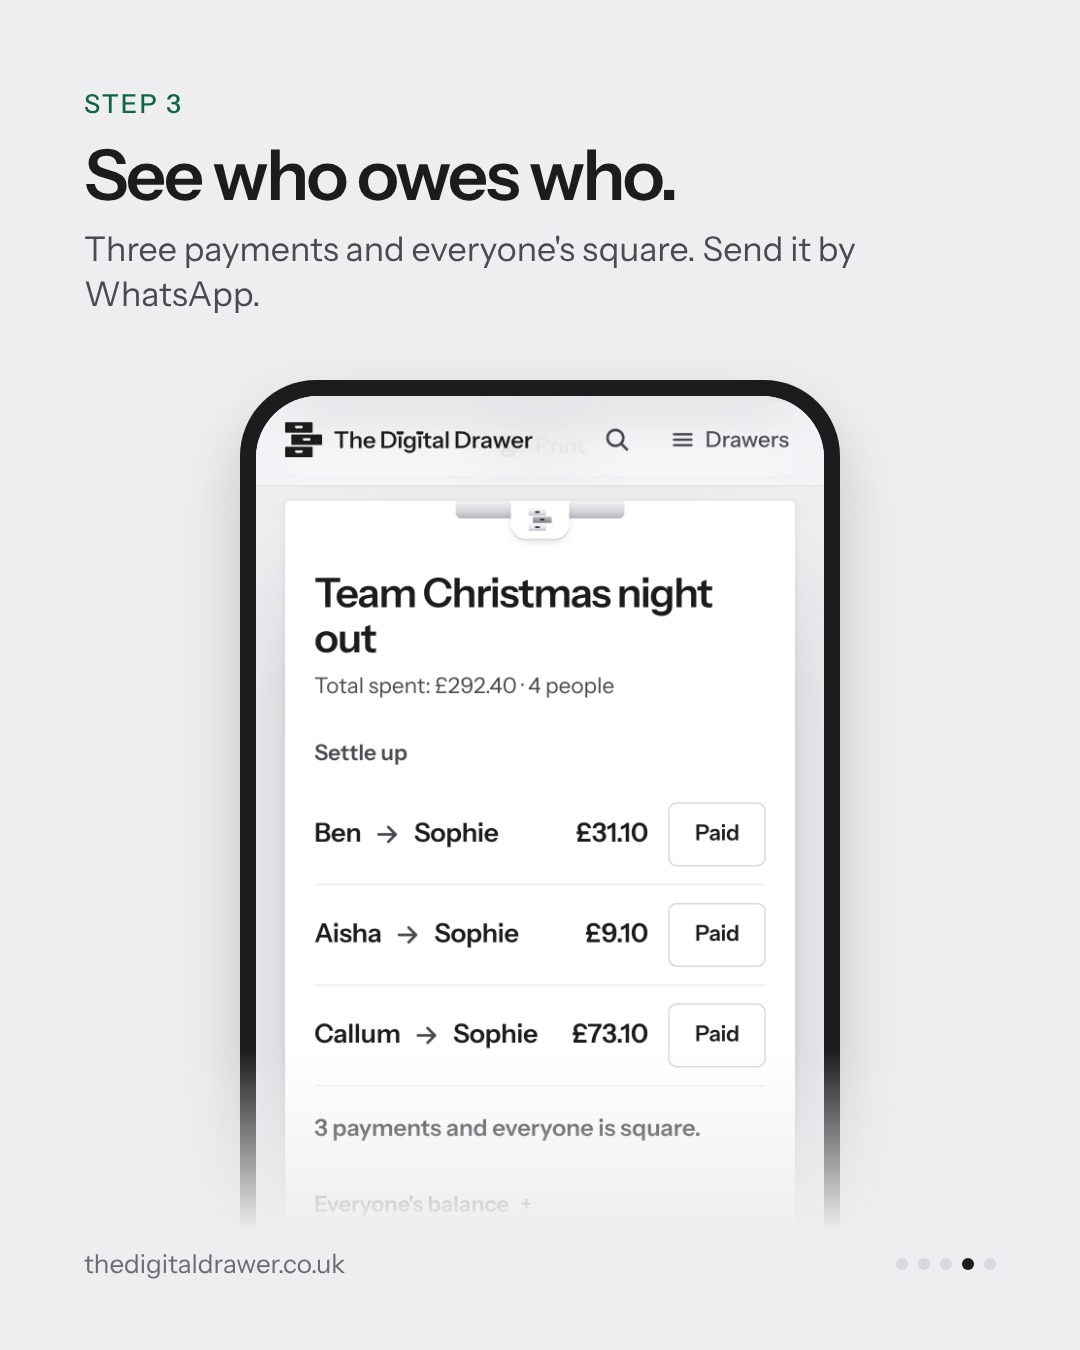 STEP 3
See who owes who.
Three payments and everyone's square. Send it by
WhatsApp.
The Digital Drawer
Print
Drawers
Team Christmas night
out
Total spent: £292.40 · 4 people
Settle up
Ben → Sophie £31.10 Paid
Aisha → Sophie £9.10 Paid
Callum → Sophie £73.10 Paid
3 payments and everyone is square.
Everyone's balance +
thedigitaldrawer.co.uk